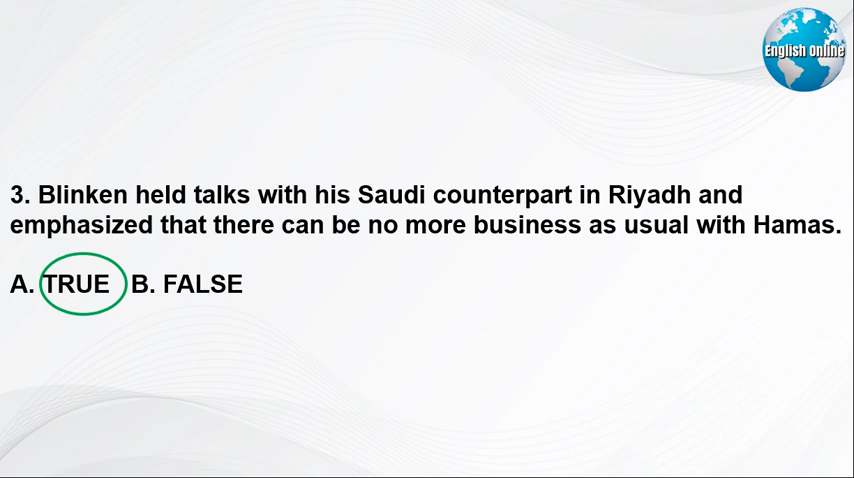 English Online
3. Blinken held talks with his Saudi counterpart in Riyadh and
emphasized that there can be no more business as usual with Hamas.
A. TRUE B. FALSE